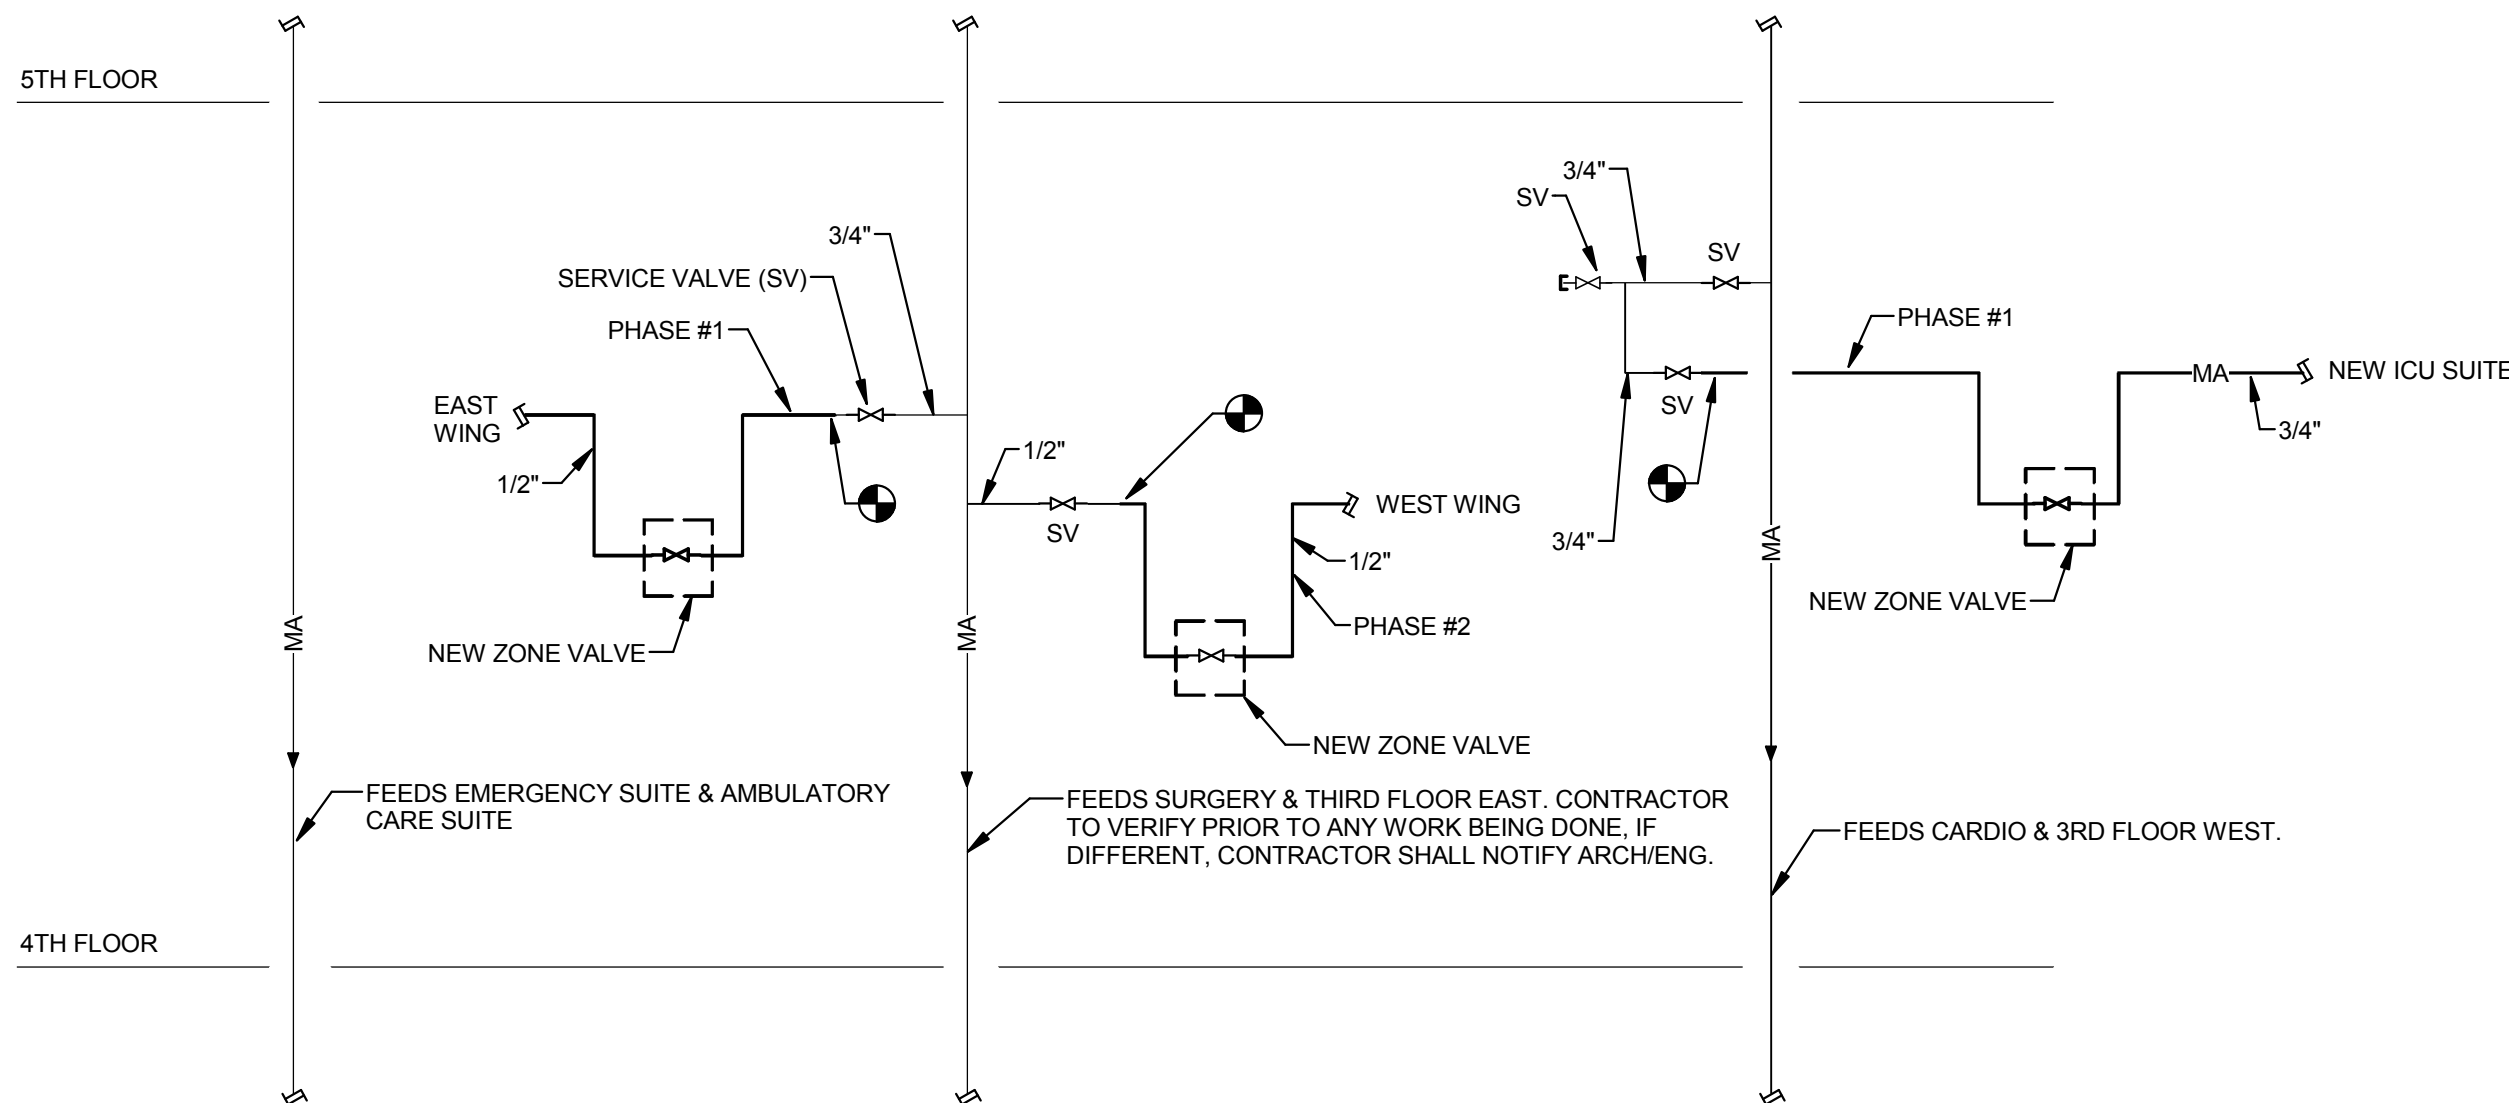 5TH FLOOR
3/4"
SV
3/4"
SV
SERVICE VALVE (SV)
PHASE #1
PHASE #1
EAST
WING
MA
NEW ICU SUITE
SV
3/4"
1/2"
1/2"
WEST WING
SV
3/4"
1/2"
MA
NEW ZONE VALVE
PHASE #2
MA
MA
NEW ZONE VALVE
NEW ZONE VALVE
FEEDS EMERGENCY SUITE & AMBULATORY
CARE SUITE
FEEDS SURGERY & THIRD FLOOR EAST. CONTRACTOR
TO VERIFY PRIOR TO ANY WORK BEING DONE, IF
DIFFERENT, CONTRACTOR SHALL NOTIFY ARCH/ENG.
FEEDS CARDIO & 3RD FLOOR WEST.
4TH FLOOR